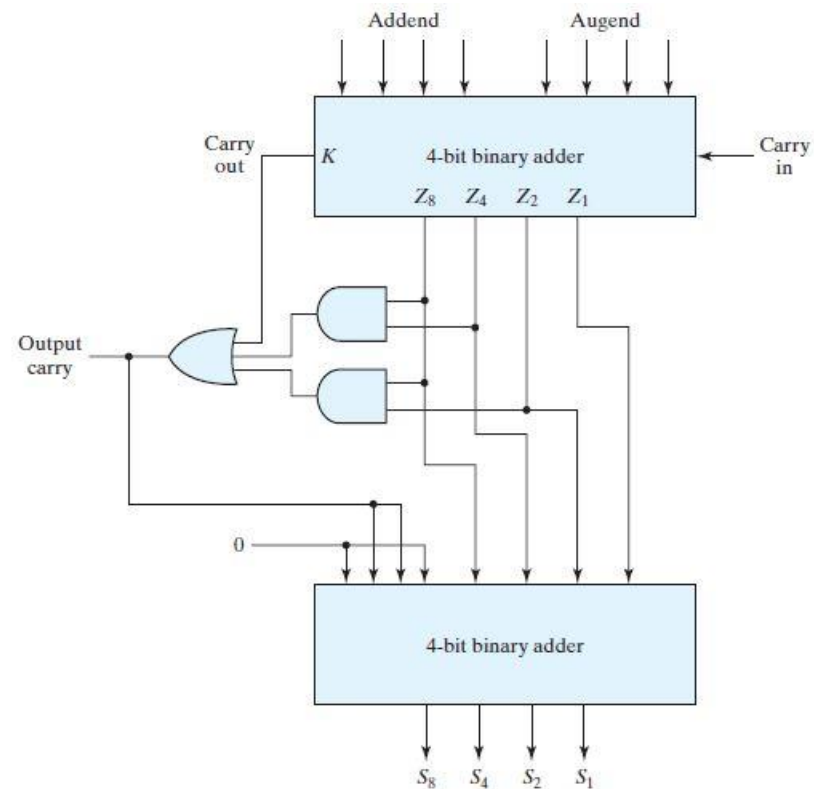 Addend Augend
Carry
out
K 4-bit binary adder
Carry
in
Z₈ Z₄ Z₂ Z₁
Output
carry
0
4-bit binary adder
S₈ S₄ S₂ S₁